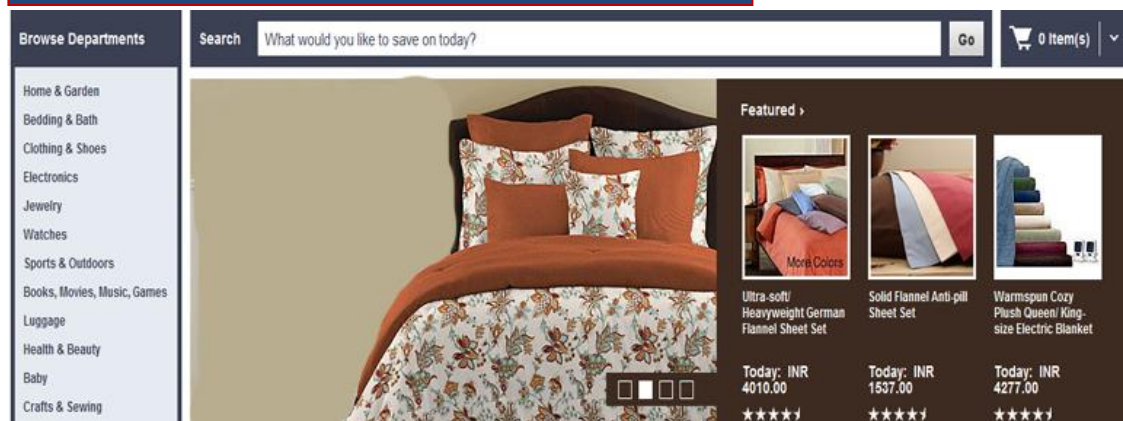 Browse Departments
Search
What would you like to save on today?
Go
0 Item(s)
Home & Garden
Bedding & Bath
Clothing & Shoes
Electronics
Jewelry
Watches
Sports & Outdoors
Books, Movies, Music, Games
Luggage
Health & Beauty
Baby
Crafts & Sewing
Featured ›
More Colors
Ultra-soft/
Heavyweight German
Flannel Sheet Set
Today: INR
4010.00
Solid Flannel Anti-pill
Sheet Set
Today: INR
1537.00
Warmspun Cozy
Plush Queen/ King-
size Electric Blanket
Today: INR
4277.00